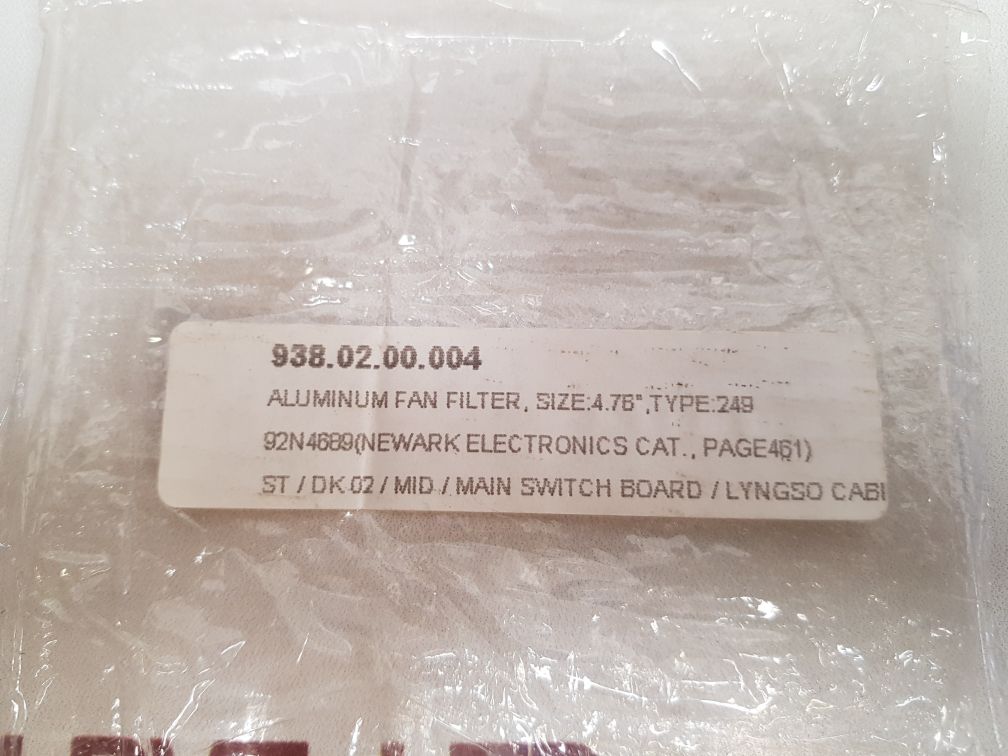 938.02.00.004
ALUMINUM FAN FILTER, SIZE:4.76",TYPE:249
92N4689(NEWARK ELECTRONICS CAT., PAGE461)
ST / DK.02 / MID / MAIN SWITCH BOARD / LYNGSO CABI